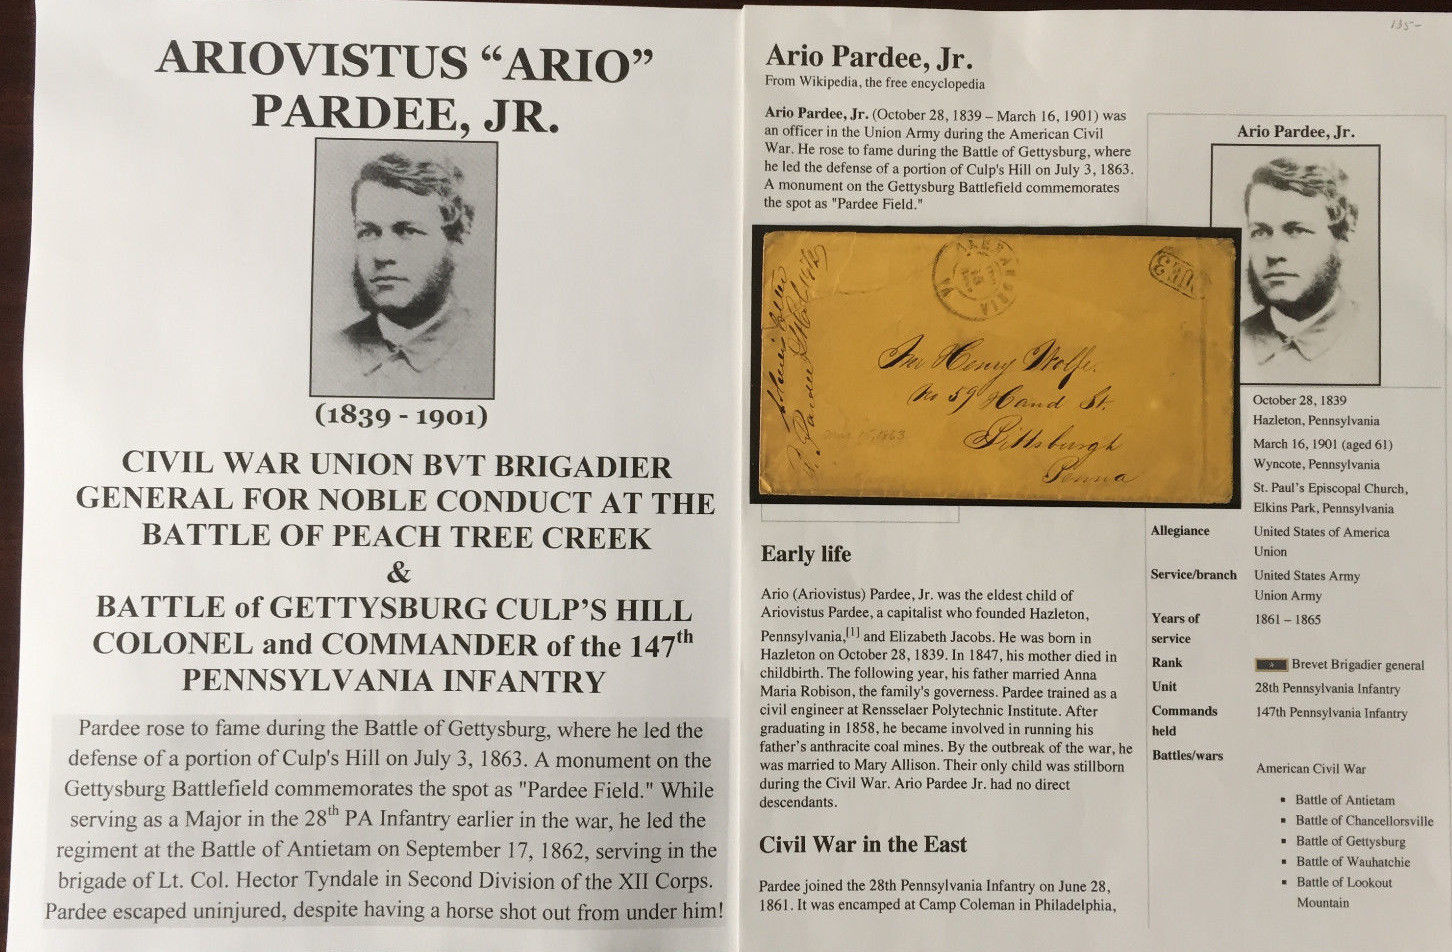 ARIOVISTUS “ARIO”
PARDEE, JR.
(1839 - 1901)
CIVIL WAR UNION BVT BRIGADIER
GENERAL FOR NOBLE CONDUCT AT THE
BATTLE OF PEACH TREE CREEK
&
BATTLE of GETTYSBURG CULP’S HILL
COLONEL and COMMANDER of the 147th
PENNSYLVANIA INFANTRY
Pardee rose to fame during the Battle of Gettysburg, where he led the
defense of a portion of Culp's Hill on July 3, 1863. A monument on the
Gettysburg Battlefield commemorates the spot as "Pardee Field." While
serving as a Major in the 28th PA Infantry earlier in the war, he led the
regiment at the Battle of Antietam on September 17, 1862, serving in the
brigade of Lt. Col. Hector Tyndale in Second Division of the XII Corps.
Pardee escaped uninjured, despite having a horse shot out from under him!
135-
Ario Pardee, Jr.
From Wikipedia, the free encyclopedia
Ario Pardee, Jr. (October 28, 1839 – March 16, 1901) was
an officer in the Union Army during the American Civil
War. He rose to fame during the Battle of Gettysburg, where
he led the defense of a portion of Culp's Hill on July 3, 1863.
A monument on the Gettysburg Battlefield commemorates
the spot as "Pardee Field."
ALEXANDRIA
VA
DUE 3
Henry Wolfe.
No 59 Hand St.
Pittsburgh
Penna
1863
Early life
Ario (Ariovistus) Pardee, Jr. was the eldest child of
Ariovistus Pardee, a capitalist who founded Hazleton,
Pennsylvania,[1] and Elizabeth Jacobs. He was born in
Hazleton on October 28, 1839. In 1847, his mother died in
childbirth. The following year, his father married Anna
Maria Robison, the family's governess. Pardee trained as a
civil engineer at Rensselaer Polytechnic Institute. After
graduating in 1858, he became involved in running his
father's anthracite coal mines. By the outbreak of the war, he
was married to Mary Allison. Their only child was stillborn
during the Civil War. Ario Pardee Jr. had no direct
descendants.
Civil War in the East
Pardee joined the 28th Pennsylvania Infantry on June 28,
1861. It was encamped at Camp Coleman in Philadelphia,
Ario Pardee, Jr.
October 28, 1839
Hazleton, Pennsylvania
March 16, 1901 (aged 61)
Wyncote, Pennsylvania
St. Paul's Episcopal Church,
Elkins Park, Pennsylvania
Allegiance United States of America
Union
Service/branch United States Army
Union Army
Years of service 1861 – 1865
Rank Brevet Brigadier general
Unit 28th Pennsylvania Infantry
Commands held 147th Pennsylvania Infantry
Battles/wars
American Civil War
▪ Battle of Antietam
▪ Battle of Chancellorsville
▪ Battle of Gettysburg
▪ Battle of Wauhatchie
▪ Battle of Lookout
Mountain